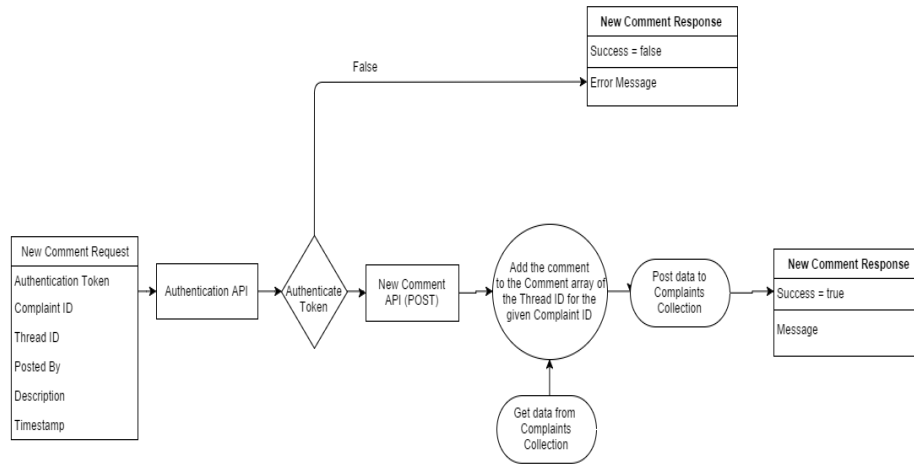 New Comment Response
Success = false
Error Message
False
New Comment Request
Authentication Token
Complaint ID
Thread ID
Posted By
Description
Timestamp
Authentication API
Authenticate
Token
New Comment
API (POST)
Add the comment
to the Comment array of
the Thread ID for the
given Complaint ID
Get data from
Complaints
Collection
Post data to
Complaints
Collection
New Comment Response
Success = true
Message